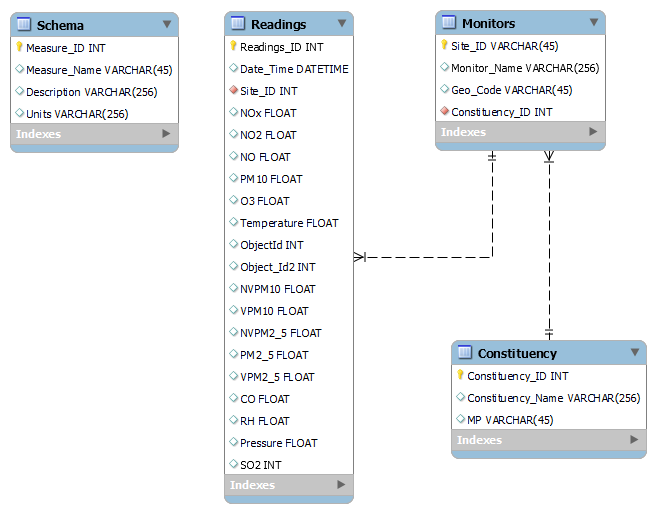 Schema
Measure_ID INT
Measure_Name VARCHAR(45)
Description VARCHAR(256)
Units VARCHAR(256)
Indexes
Readings
Readings_ID INT
Date_Time DATETIME
Site_ID INT
NOx FLOAT
NO2 FLOAT
NO FLOAT
PM10 FLOAT
O3 FLOAT
Temperature FLOAT
ObjectId INT
Object_Id2 INT
NVPM10 FLOAT
VPM10 FLOAT
NVPM2_5 FLOAT
PM2_5 FLOAT
VPM2_5 FLOAT
CO FLOAT
RH FLOAT
Pressure FLOAT
SO2 INT
Indexes
Monitors
Site_ID VARCHAR(45)
Monitor_Name VARCHAR(256)
Geo_Code VARCHAR(45)
Constituency_ID INT
Indexes
Constituency
Constituency_ID INT
Constituency_Name VARCHAR(256)
MP VARCHAR(45)
Indexes